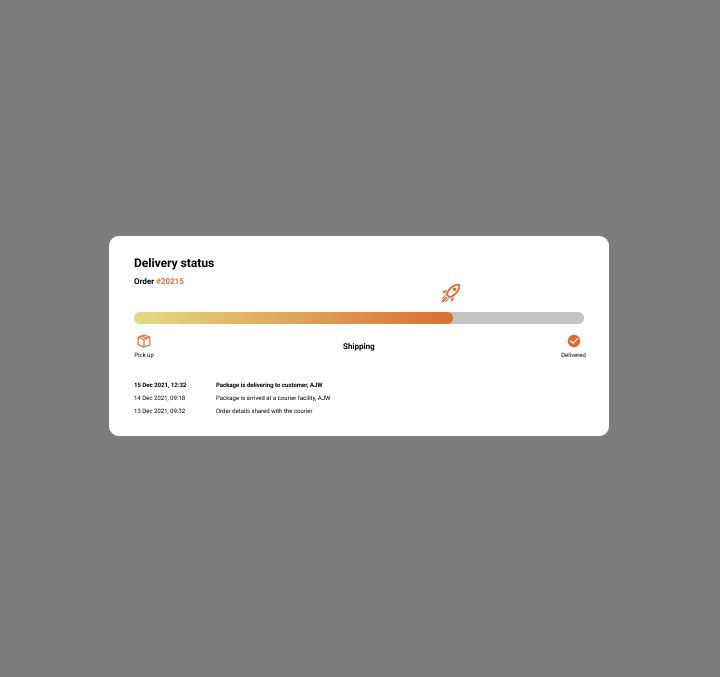 Delivery status
Order #20215
Pick up
Shipping
Delivered
15 Dec 2021, 12:32 Package is delivering to customer, AJW
14 Dec 2021, 09:18 Package is arrived at a courier facility, AJW
13 Dec 2021, 09:32 Order details shared with the courier